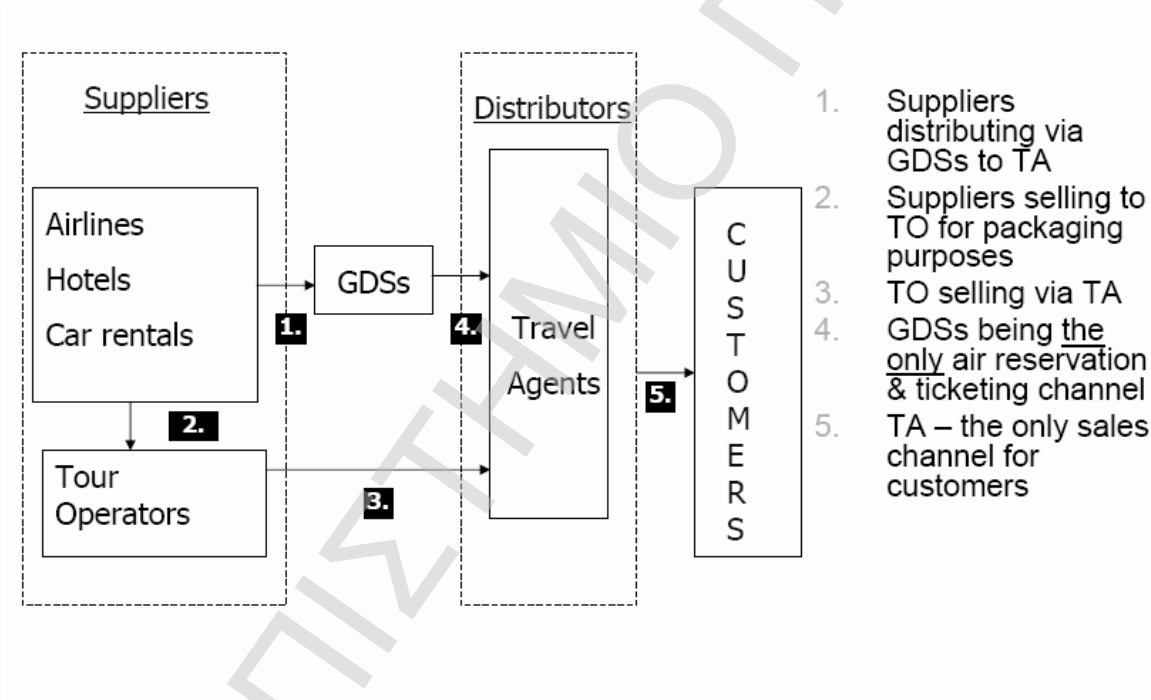 Suppliers
Airlines
Hotels
Car rentals
1.
GDSs
2.
Tour
Operators
3.
4.
Distributors
Travel
Agents
5.
C
U
S
T
O
M
E
R
S
1. Suppliers
distributing via
GDSs to TA
2. Suppliers selling to
TO for packaging
purposes
3. TO selling via TA
4. GDSs being the
only air reservation
& ticketing channel
5. TA – the only sales
channel for
customers
ΠΙΣΤΗΜΙΟ Π